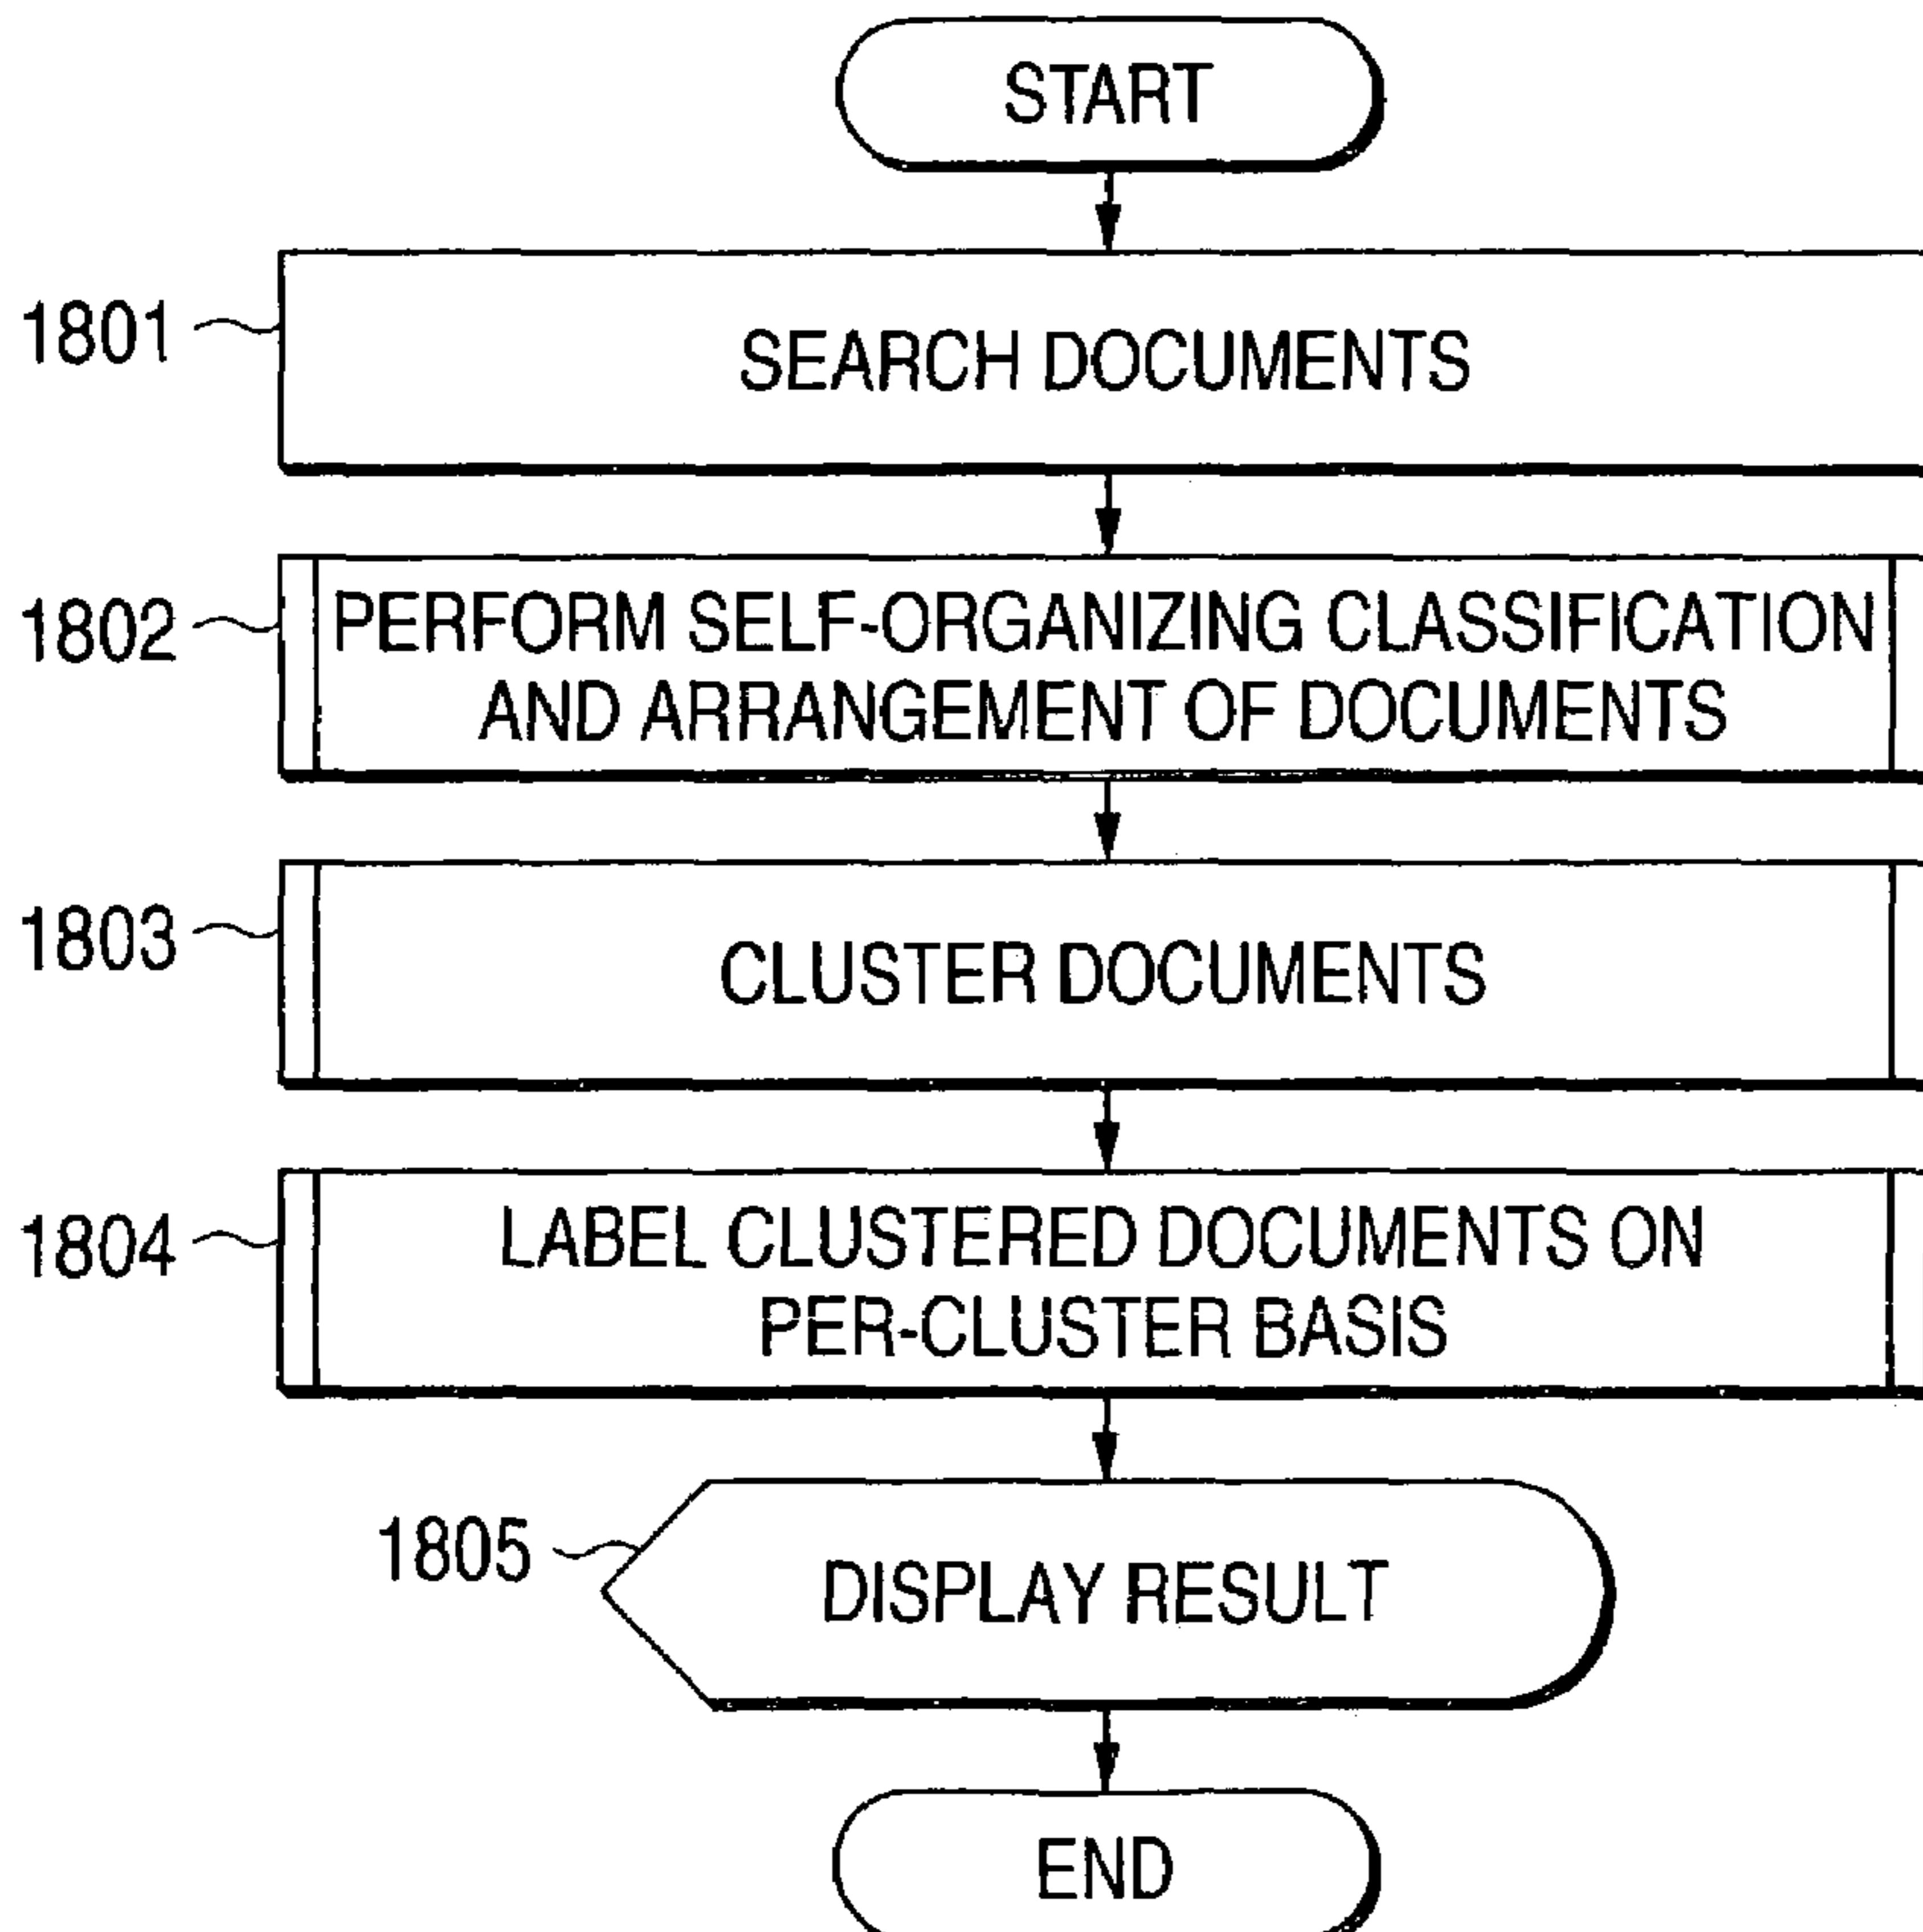 START
1801
SEARCH DOCUMENTS
1802
PERFORM SELF-ORGANIZING CLASSIFICATION
AND ARRANGEMENT OF DOCUMENTS
1803
CLUSTER DOCUMENTS
1804
LABEL CLUSTERED DOCUMENTS ON
PER-CLUSTER BASIS
1805
DISPLAY RESULT
END